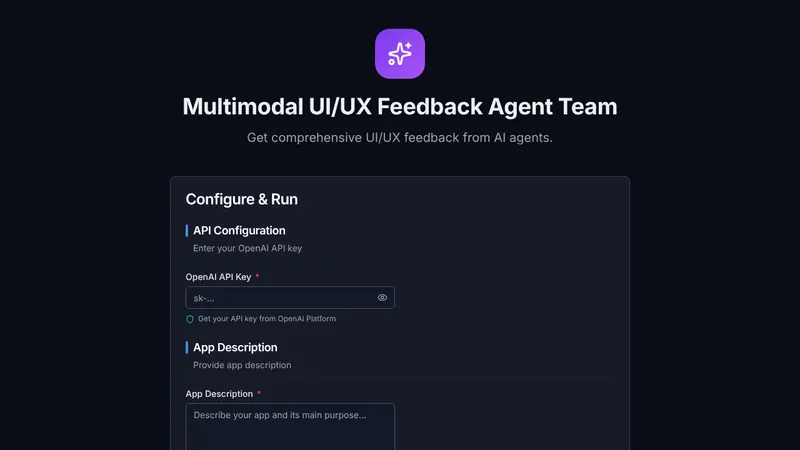 Multimodal UI/UX Feedback Agent Team
Get comprehensive UI/UX feedback from AI agents.
Configure & Run
API Configuration
Enter your OpenAI API key
OpenAI API Key *
sk-...
Get your API key from OpenAI Platform
App Description
Provide app description
App Description *
Describe your app and its main purpose...